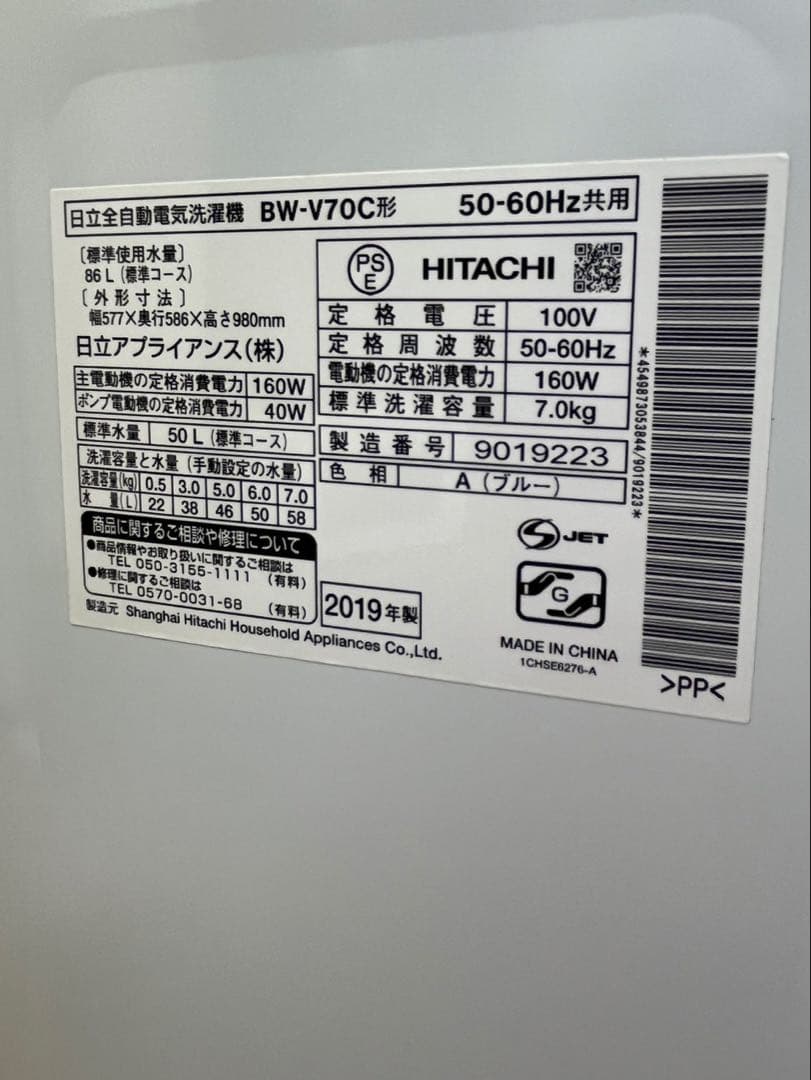 日立全自動電気洗濯機 BW-V70C形 50-60Hz共用
〔標準使用水量〕
86 L (標準コース)
〔外形寸法〕
幅577×奥行586×高さ980mm
日立アプライアンス(株)
主電動機の定格消費電力 160W
ポンプ電動機の定格消費電力 40W
標準水量 50 L (標準コース)
洗濯容量と水量 (手動設定の水量)
洗濯容量(kg) 0.5 3.0 5.0 6.0 7.0
水量(L) 22 38 46 50 58
商品に関するご相談や修理について
●商品情報やお取り扱いに関するご相談は
TEL 050-3155-1111 (有料)
●修理に関するご相談は
TEL 0570-0031-68 (有料)
製造元 Shanghai Hitachi Household Appliances Co.,Ltd.
PS
E
HITACHI
定格電圧 100V
定格周波数 50-60Hz
電動機の定格消費電力 160W
標準洗濯容量 7.0kg
製造番号 9019223
色相 A (ブルー)
2019年製
JET
G
MADE IN CHINA
1CHSE6276-A
*4549873053844/9019223*
>PP<